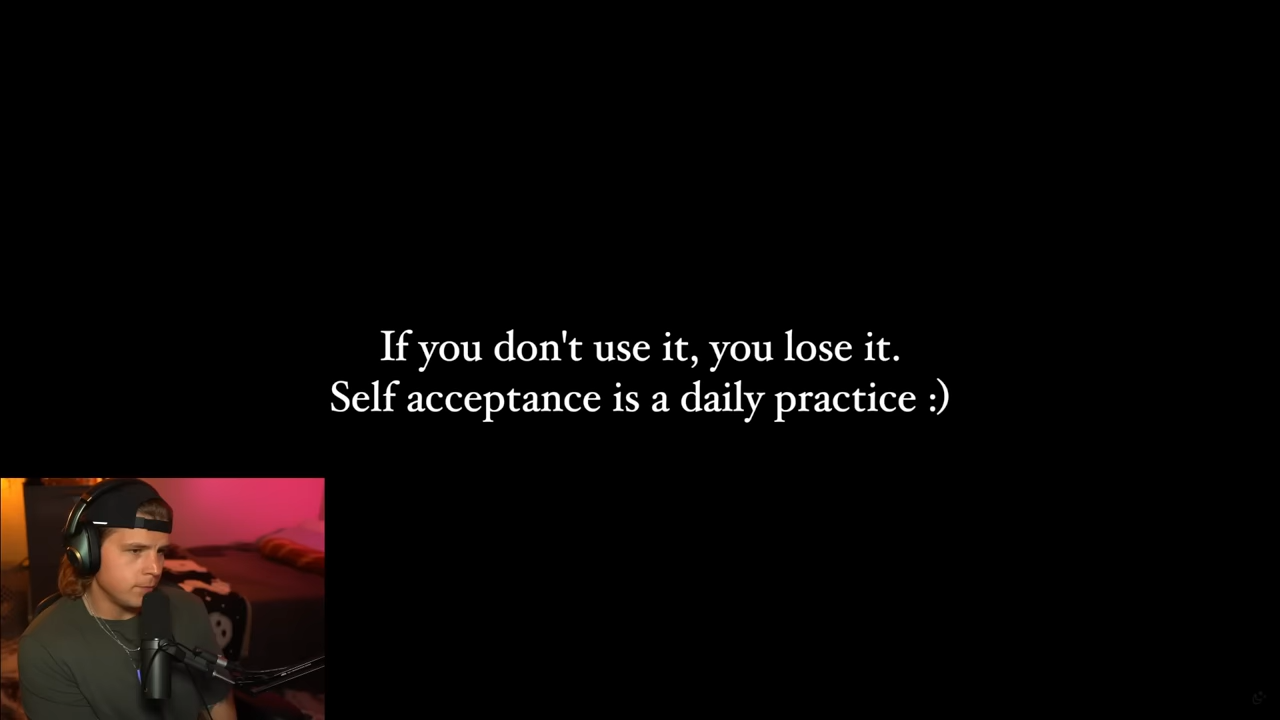 If you don't use it, you lose it.
Self acceptance is a daily practice :)